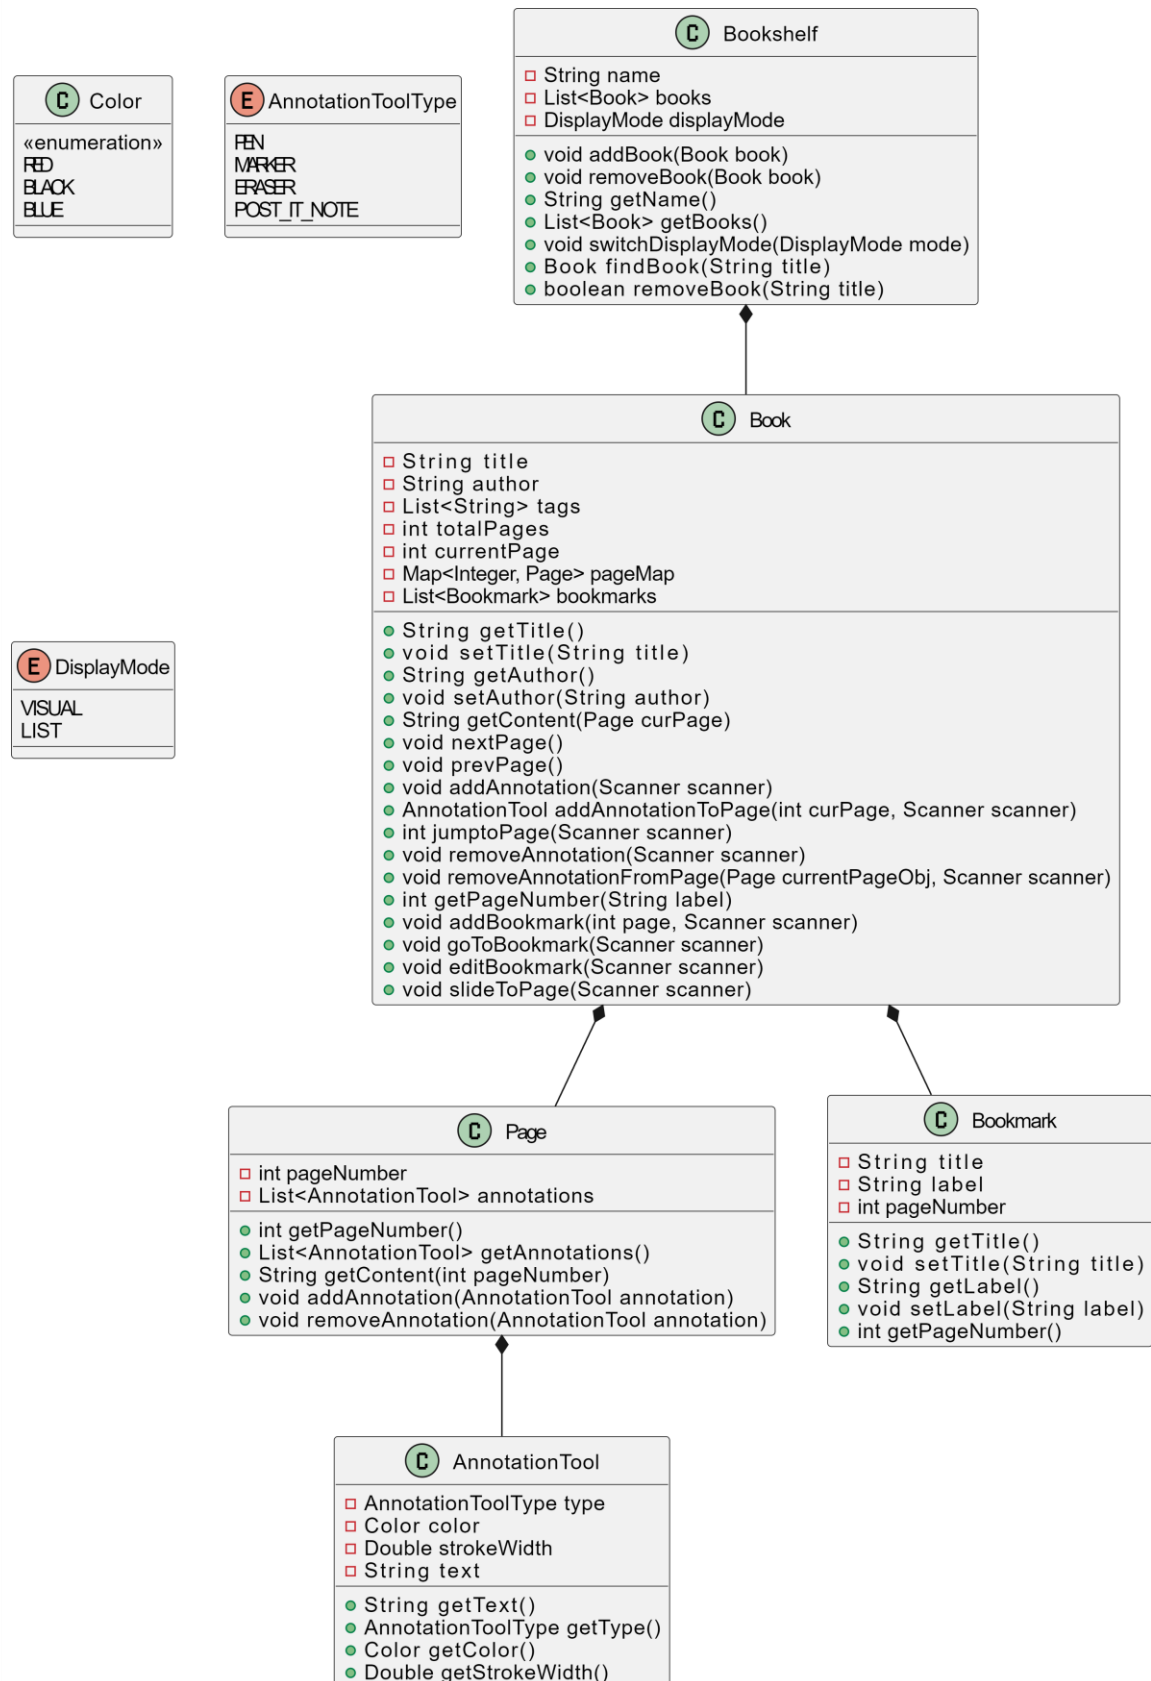 C Bookshelf
String name
List<Book> books
DisplayMode displayMode
void addBook(Book book)
void removeBook(Book book)
String getName()
List<Book> getBooks()
void switchDisplayMode(DisplayMode mode)
Book findBook(String title)
boolean removeBook(String title)
C Color
«enumeration»
RED
BLACK
BLUE
E AnnotationToolType
PEN
MARKER
ERASER
POST_IT_NOTE
C Book
String title
String author
List<String> tags
int totalPages
int currentPage
Map<Integer, Page> pageMap
List<Bookmark> bookmarks
String getTitle()
void setTitle(String title)
String getAuthor()
void setAuthor(String author)
String getContent(Page curPage)
void nextPage()
void prevPage()
void addAnnotation(Scanner scanner)
AnnotationTool addAnnotationToPage(int curPage, Scanner scanner)
int jumptoPage(Scanner scanner)
void removeAnnotation(Scanner scanner)
void removeAnnotationFromPage(Page currentPageObj, Scanner scanner)
int getPageNumber(String label)
void addBookmark(int page, Scanner scanner)
void goToBookmark(Scanner scanner)
void editBookmark(Scanner scanner)
void slideToPage(Scanner scanner)
E DisplayMode
VISUAL
LIST
C Page
int pageNumber
List<AnnotationTool> annotations
int getPageNumber()
List<AnnotationTool> getAnnotations()
String getContent(int pageNumber)
void addAnnotation(AnnotationTool annotation)
void removeAnnotation(AnnotationTool annotation)
C Bookmark
String title
String label
int pageNumber
String getTitle()
void setTitle(String title)
String getLabel()
void setLabel(String label)
int getPageNumber()
C AnnotationTool
AnnotationToolType type
Color color
Double strokeWidth
String text
String getText()
AnnotationToolType getType()
Color getColor()
Double getStrokeWidth()